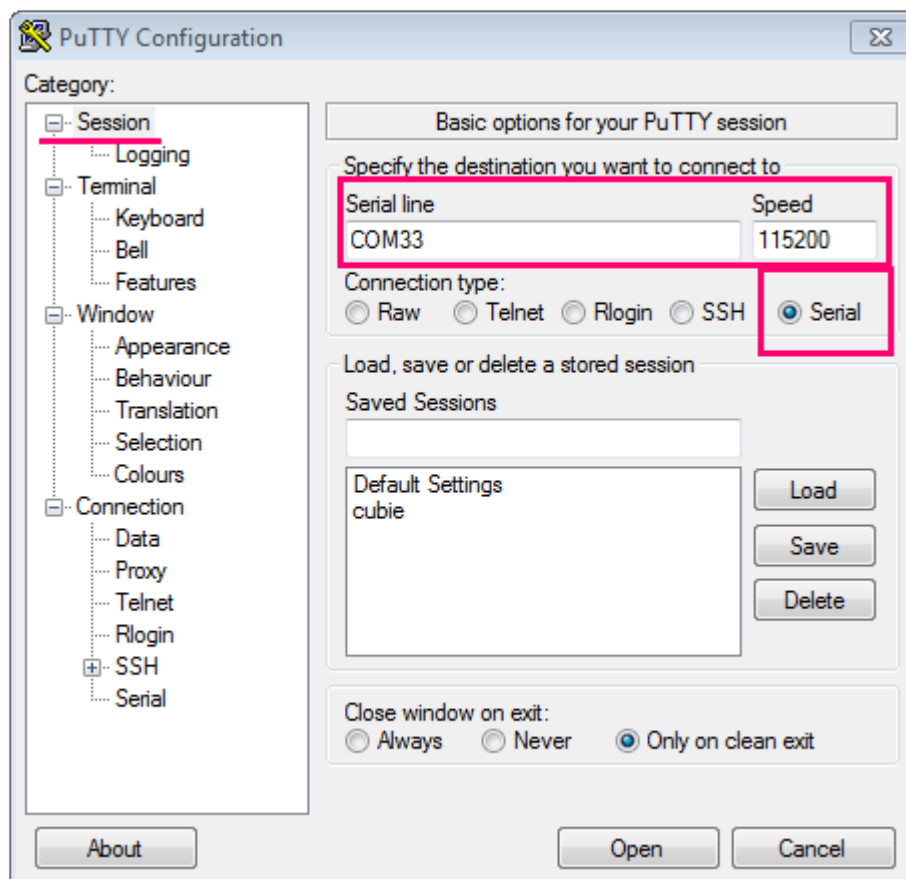 PuTTY Configuration
Category:
Session
Logging
Terminal
Keyboard
Bell
Features
Window
Appearance
Behaviour
Translation
Selection
Colours
Connection
Data
Proxy
Telnet
Rlogin
SSH
Serial
Basic options for your PuTTY session
Specify the destination you want to connect to
Serial line Speed
COM33 115200
Connection type:
Raw Telnet Rlogin SSH Serial
Load, save or delete a stored session
Saved Sessions
Default Settings
cubie
Load
Save
Delete
Close window on exit:
Always Never Only on clean exit
About Open Cancel